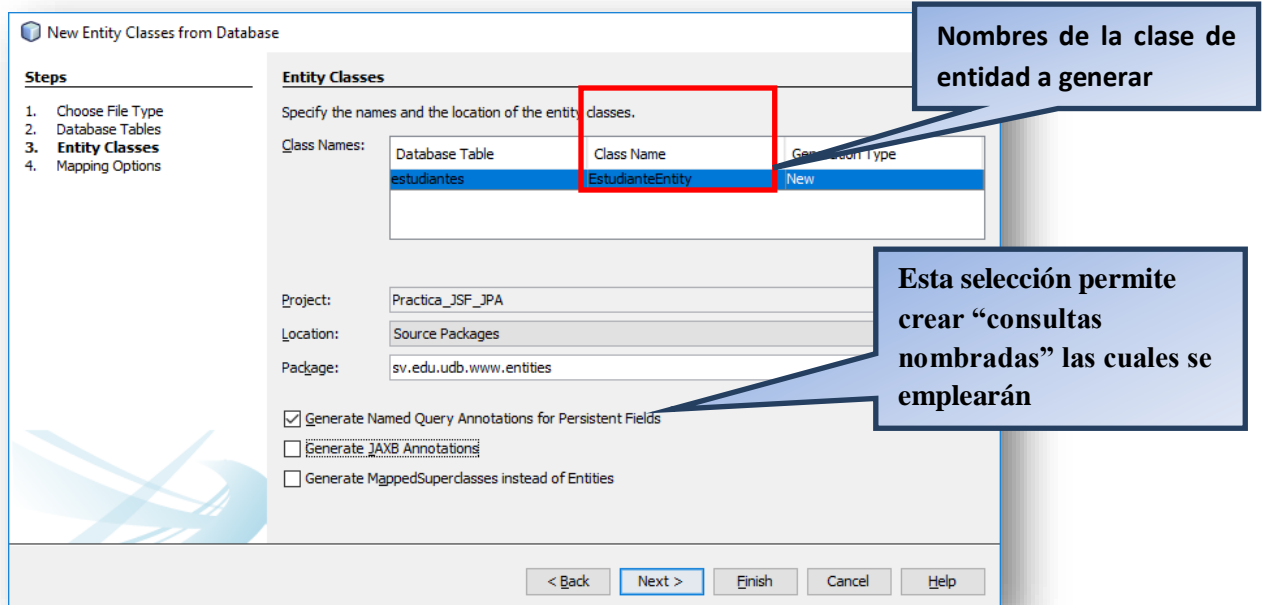 New Entity Classes from Database
Nombres de la clase de
entidad a generar
Steps
1. Choose File Type
2. Database Tables
3. Entity Classes
4. Mapping Options
Entity Classes
Specify the names and the location of the entity classes.
Class Names:
Database Table Class Name Generation Type
estudiantes EstudianteEntity New
Esta selección permite
crear “consultas
nombradas” las cuales se
emplearán
Project: Practica_JSF_JPA
Location: Source Packages
Package: sv.edu.udb.www.entities
Generate Named Query Annotations for Persistent Fields
Generate JAXB Annotations
Generate MappedSuperclasses instead of Entities
< Back Next > Finish Cancel Help